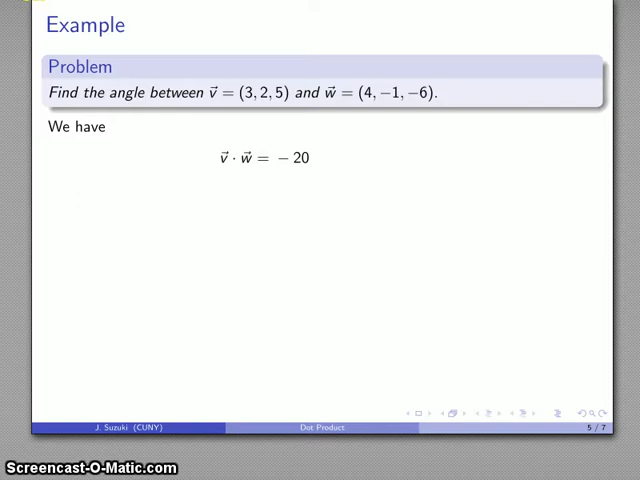 Example
Problem
Find the angle between v⃗ = (3, 2, 5) and w⃗ = (4, −1, −6).
We have
v⃗ · w⃗ = − 20
J. Suzuki (CUNY) Dot Product 5 / 7
Screencast-O-Matic.com